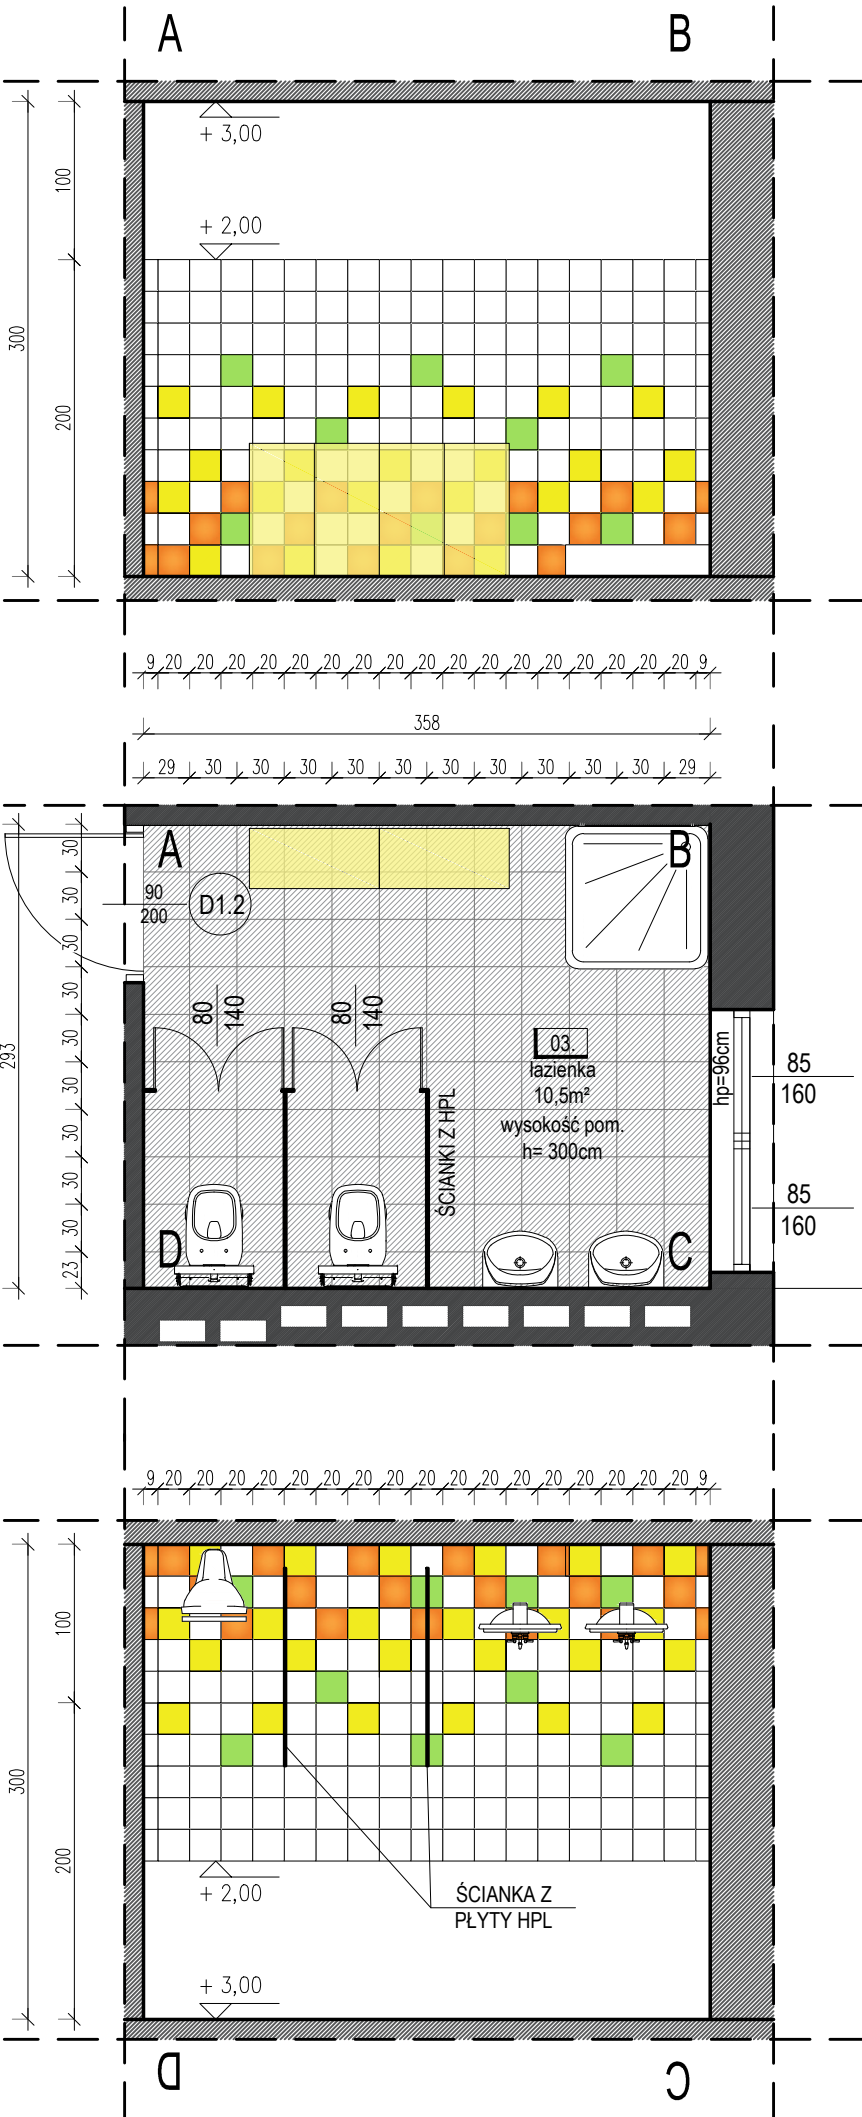 A B
+ 3,00
100
+ 2,00
300
200
9 20 20 20 20 20 20 20 20 20 20 20 20 20 20 20 20 20 9
358
29 30 30 30 30 30 30 30 30 30 30 29
A B
30
30
30
30
30
30
30
30
30
23
293
90
200
D1.2
80
140
80
140
03.
łazienka
10,5m²
wysokość pom.
h= 300cm
ŚCIANKI Z HPL
hp=96cm
85
160
85
160
D C
9 20 20 20 20 20 20 20 20 20 20 20 20 20 20 20 20 20 9
100
300
200
+ 2,00
ŚCIANKA Z
PŁYTY HPL
+ 3,00
D C